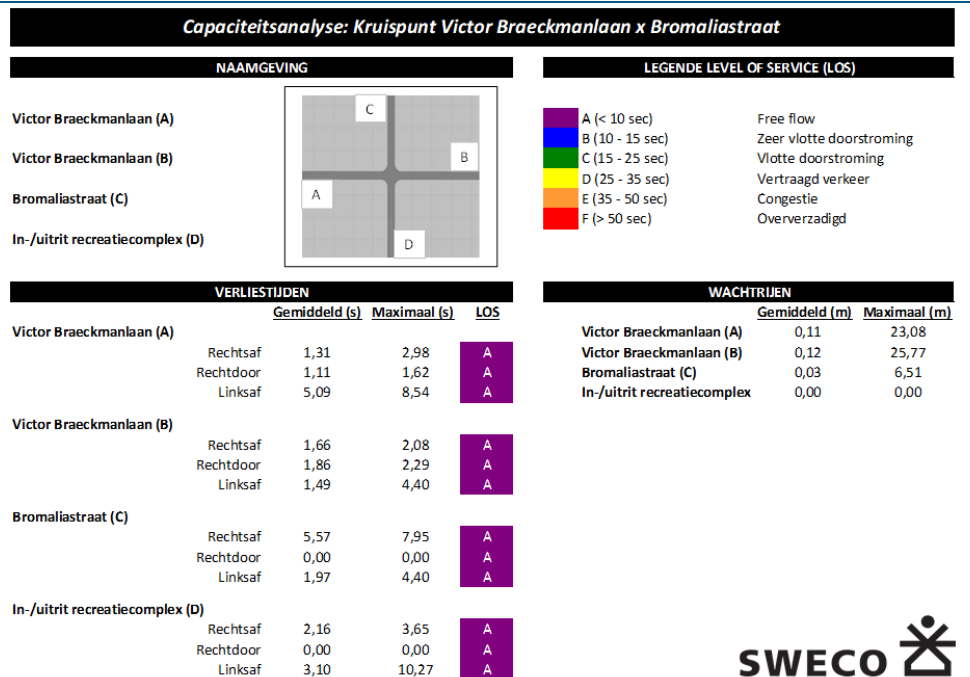 Capaciteitsanalyse: Kruispunt Victor Braeckmanlaan x Bromaliastraat
NAAMGEVING
Victor Braeckmanlaan (A)
Victor Braeckmanlaan (B)
Bromaliastraat (C)
In-/uitrit recreatiecomplex (D)
C
B
A
D
LEGENDE LEVEL OF SERVICE (LOS)
A (< 10 sec) Free flow
B (10 - 15 sec) Zeer vlotte doorstroming
C (15 - 25 sec) Vlotte doorstroming
D (25 - 35 sec) Vertraagd verkeer
E (35 - 50 sec) Congestie
F (> 50 sec) Oververzadigd
VERLIESTIJDEN
Gemiddeld (s) Maximaal (s) LOS
Victor Braeckmanlaan (A)
Rechtsaf 1,31 2,98 A
Rechtdoor 1,11 1,62 A
Linksaf 5,09 8,54 A
Victor Braeckmanlaan (B)
Rechtsaf 1,66 2,08 A
Rechtdoor 1,86 2,29 A
Linksaf 1,49 4,40 A
Bromaliastraat (C)
Rechtsaf 5,57 7,95 A
Rechtdoor 0,00 0,00 A
Linksaf 1,97 4,40 A
In-/uitrit recreatiecomplex (D)
Rechtsaf 2,16 3,65 A
Rechtdoor 0,00 0,00 A
Linksaf 3,10 10,27 A
WACHTRIJEN
Gemiddeld (m) Maximaal (m)
Victor Braeckmanlaan (A) 0,11 23,08
Victor Braeckmanlaan (B) 0,12 25,77
Bromaliastraat (C) 0,03 6,51
In-/uitrit recreatiecomplex 0,00 0,00
SWECO